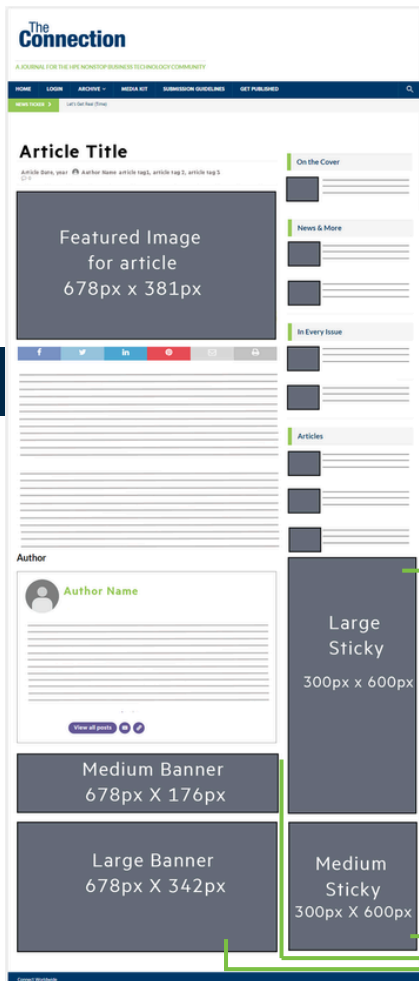 The
Connection
A JOURNAL FOR THE HPE NONSTOP BUSINESS TECHNOLOGY COMMUNITY
HOME LOGIN ARCHIVE MEDIA KIT SUBMISSION GUIDELINES GET PUBLISHED
NEWS TICKER Let's Get Real (Time)
Article Title
Article Date, year Author Name article tag1, article tag 2, article tag 3
On the Cover
News & More
In Every Issue
Articles
Featured Image
for article
678px x 381px
Author
Author Name
View all posts
Medium Banner
678px X 176px
Large Banner
678px X 342px
Large
Sticky
300px x 600px
Medium
Sticky
300px X 600px
Connect Worldwide